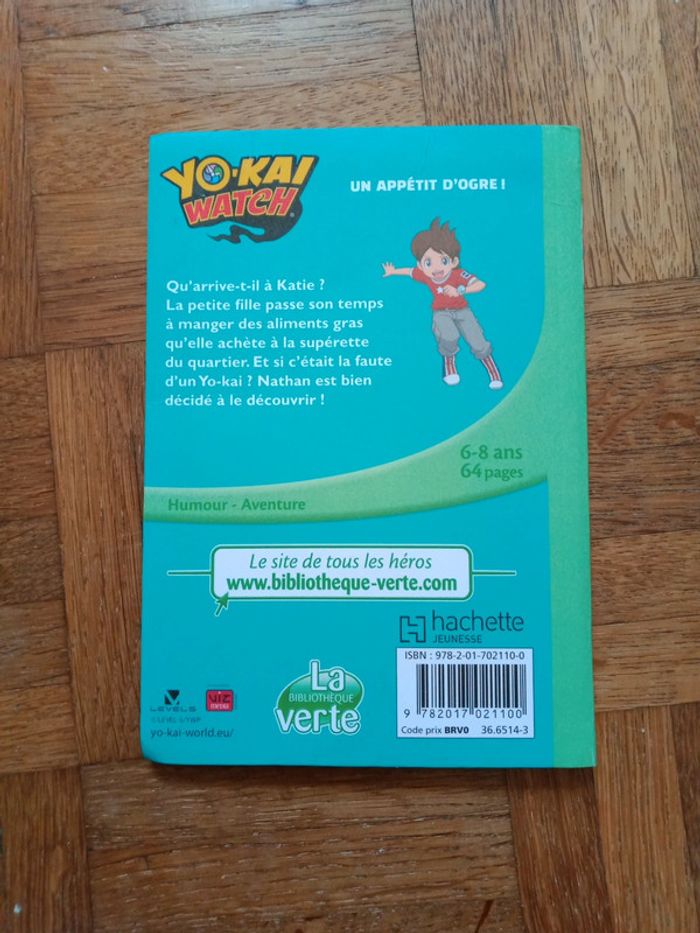 YO-KAI
WATCH
UN APPÉTIT D'OGRE !
Qu'arrive-t-il à Katie ?
La petite fille passe son temps
à manger des aliments gras
qu'elle achète à la supérette
du quartier. Et si c'était la faute
d'un Yo-kai ? Nathan est bien
décidé à le découvrir !
6-8 ans
64 pages
Humour - Aventure
Le site de tous les héros
www.bibliotheque-verte.com
hachette
JEUNESSE
ISBN : 978-2-01-702110-0
9 782017 021100
Code prix BRV0 36.6514-3
La
BIBLIOTHÈQUE
verte
LEVEL5
VIZ
MEDIA
yo-kai-world.eu/